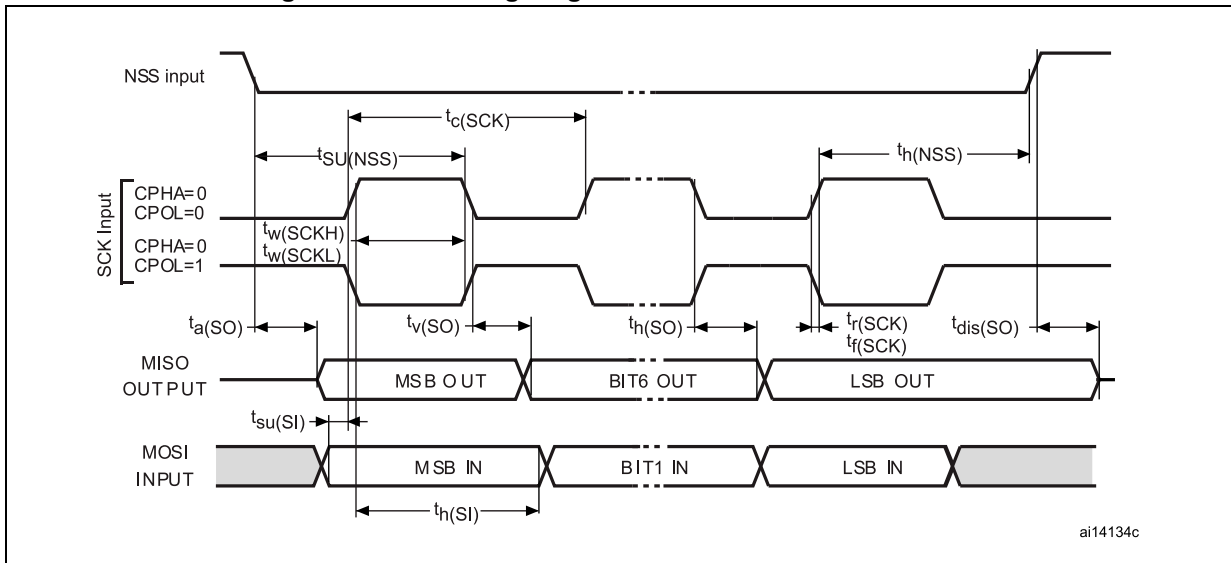 NSS input
tc(SCK)
tSU(NSS)
th(NSS)
SCK Input
CPHA=0
CPOL=0
CPHA=0
CPOL=1
tw(SCKH)
tw(SCKL)
ta(SO)
tv(SO)
th(SO)
tr(SCK)
tf(SCK)
tdis(SO)
MISO
OUTPUT
MSB OUT
BIT6 OUT
LSB OUT
tsu(SI)
MOSI
INPUT
MSB IN
BIT1 IN
LSB IN
th(SI)
ai14134c